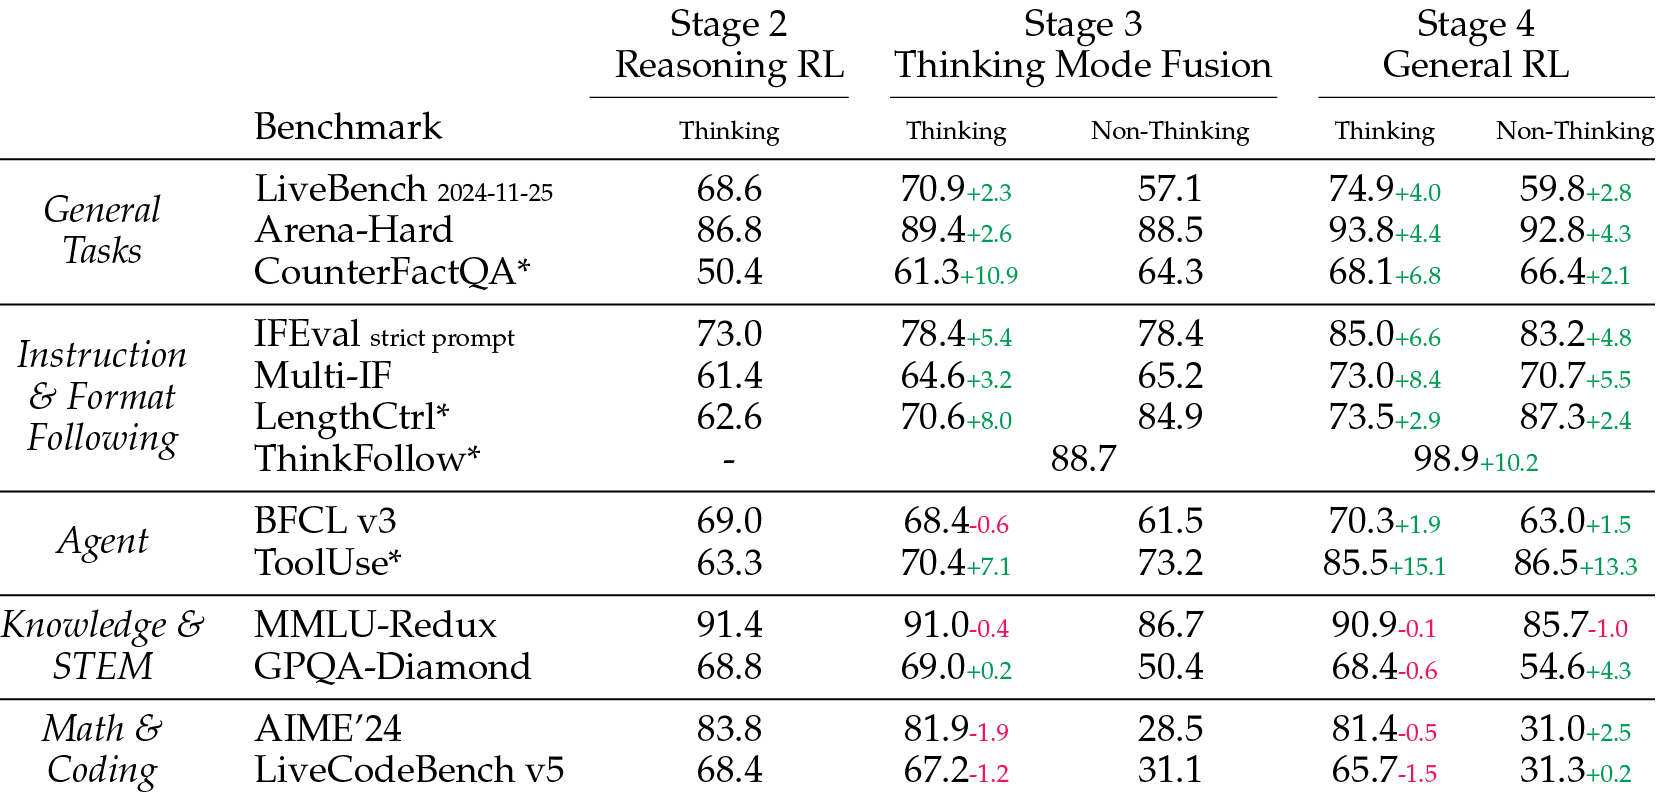 Stage 2 Stage 3 Stage 4
Reasoning RL Thinking Mode Fusion General RL
Benchmark Thinking Thinking Non-Thinking Thinking Non-Thinking
General Tasks
LiveBench 2024-11-25 68.6 70.9+2.3 57.1 74.9+4.0 59.8+2.8
Arena-Hard 86.8 89.4+2.6 88.5 93.8+4.4 92.8+4.3
CounterFactQA* 50.4 61.3+10.9 64.3 68.1+6.8 66.4+2.1
Instruction & Format Following
IFEval strict prompt 73.0 78.4+5.4 78.4 85.0+6.6 83.2+4.8
Multi-IF 61.4 64.6+3.2 65.2 73.0+8.4 70.7+5.5
LengthCtrl* 62.6 70.6+8.0 84.9 73.5+2.9 87.3+2.4
ThinkFollow* - 88.7 98.9+10.2
Agent
BFCL v3 69.0 68.4-0.6 61.5 70.3+1.9 63.0+1.5
ToolUse* 63.3 70.4+7.1 73.2 85.5+15.1 86.5+13.3
Knowledge & STEM
MMLU-Redux 91.4 91.0-0.4 86.7 90.9-0.1 85.7-1.0
GPQA-Diamond 68.8 69.0+0.2 50.4 68.4-0.6 54.6+4.3
Math & Coding
AIME’24 83.8 81.9-1.9 28.5 81.4-0.5 31.0+2.5
LiveCodeBench v5 68.4 67.2-1.2 31.1 65.7-1.5 31.3+0.2